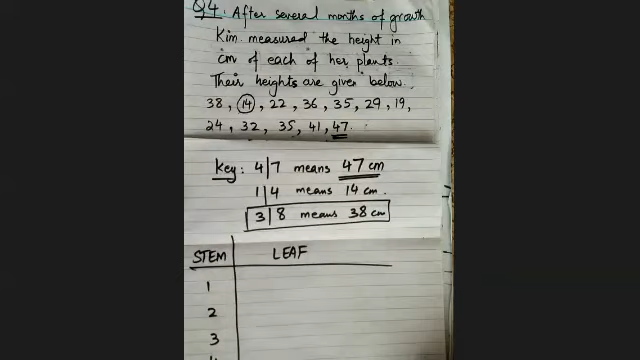 Q4. After several months of growth
Kim measured the height in
cm of each of her plants.
Their heights are given below.
38, 14, 22, 36, 35, 29, 19,
24, 32, 35, 41, 47
Key: 4|7 means 47 cm
1|4 means 14 cm.
3|8 means 38 cm
STEM LEAF
1
2
3
4